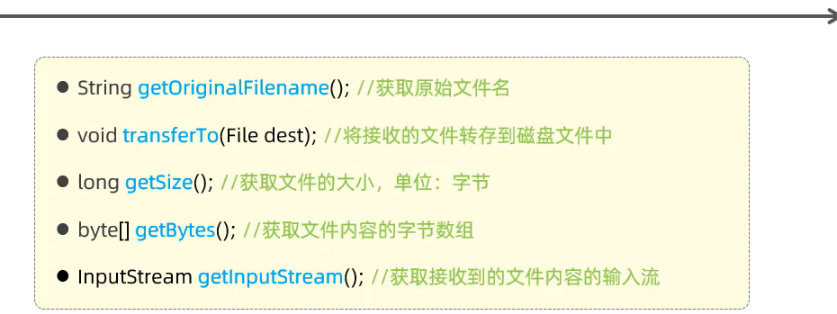 ● String getOriginalFilename(); //获取原始文件名
● void transferTo(File dest); //将接收的文件转存到磁盘文件中
● long getSize(); //获取文件的大小，单位：字节
● byte[] getBytes(); //获取文件内容的字节数组
● InputStream getInputStream(); //获取接收到的文件内容的输入流